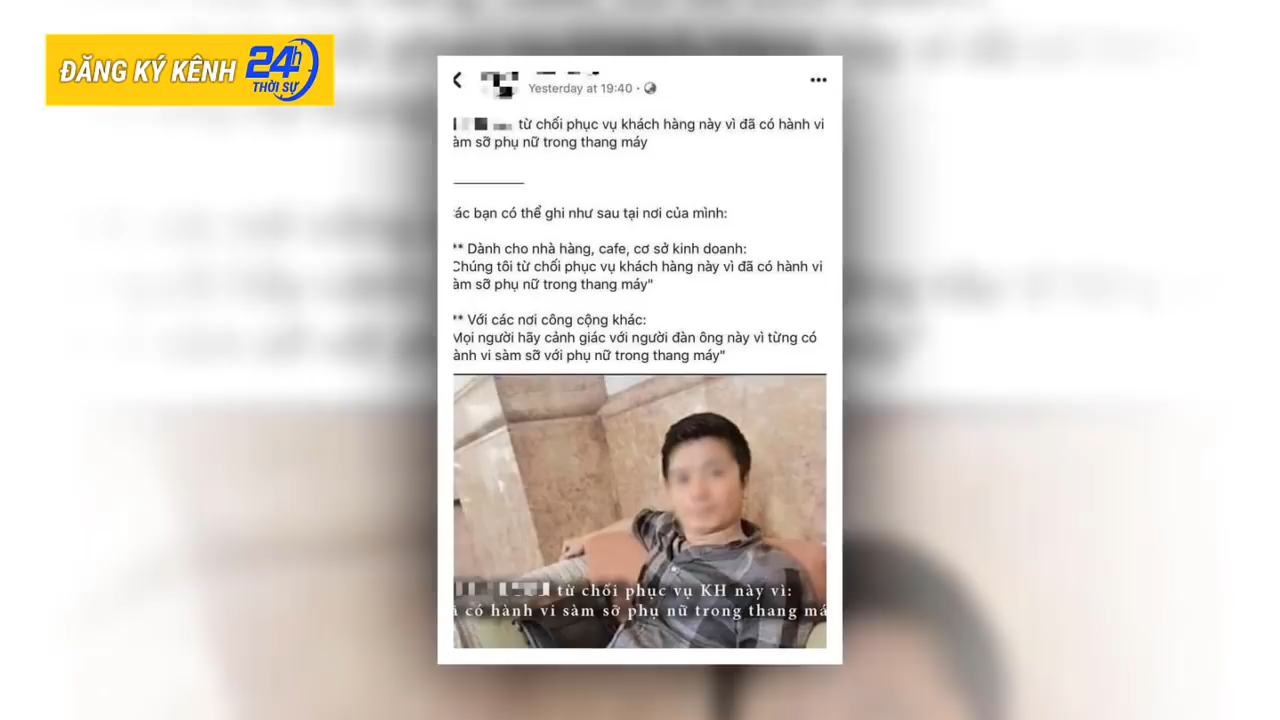 ĐĂNG KÝ KÊNH 24h
THỜI SỰ
Yesterday at 19:40
từ chối phục vụ khách hàng này vì đã có hành vi
àm sỡ phụ nữ trong thang máy
ác bạn có thể ghi như sau tại nơi của mình:
** Dành cho nhà hàng, cafe, cơ sở kinh doanh:
Chúng tôi từ chối phục vụ khách hàng này vì đã có hành vi
àm sỡ phụ nữ trong thang máy"
** Với các nơi công cộng khác:
Mọi người hãy cảnh giác với người đàn ông này vì từng có
ành vi sàm sỡ với phụ nữ trong thang máy"
từ chối phục vụ KH này vì:
ã có hành vi sàm sỡ phụ nữ trong thang má